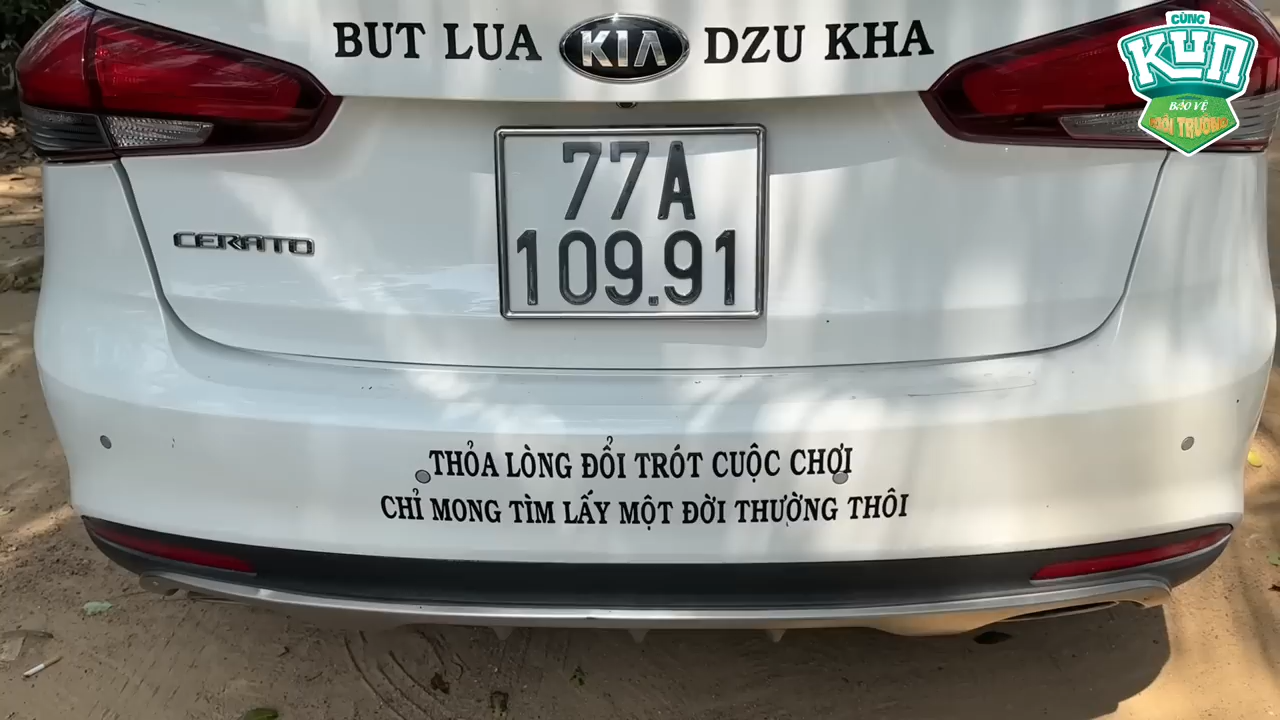 BUT LUA KIA DZU KHA
CÙNG
KUN
BẢO VỆ
MÔI TRƯỜNG
77A
109.91
CERATO
THỎA LÒNG ĐỔI TRÓT CUỘC CHƠI
CHỈ MONG TÌM LẤY MỘT ĐỜI THƯỜNG THÔI